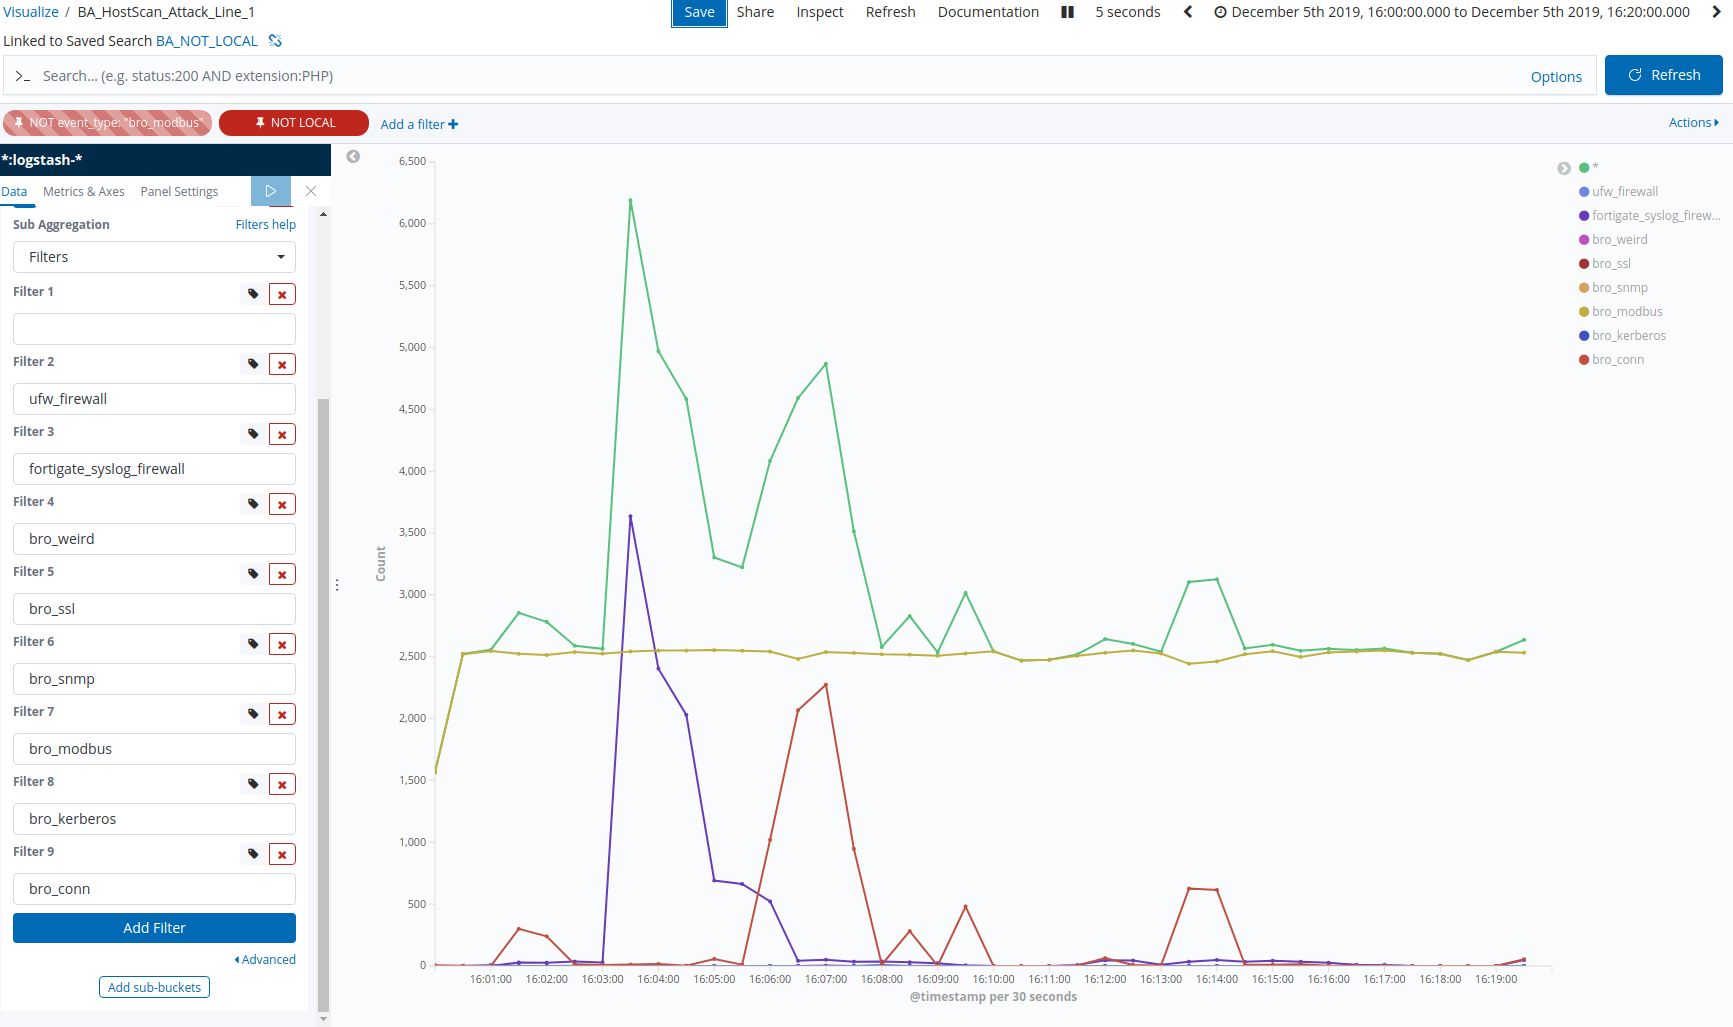 Visualize / BA_HostScan_Attack_Line_1
Save Share Inspect Refresh Documentation 5 seconds December 5th 2019, 16:00:00.000 to December 5th 2019, 16:20:00.000
Linked to Saved Search BA_NOT_LOCAL
>_ Search... (e.g. status:200 AND extension:PHP) Options Refresh
NOT event_type: "bro_modbus" NOT LOCAL Add a filter + Actions
*:logstash-*
Data Metrics & Axes Panel Settings
Sub Aggregation Filters help
Filters
Filter 1
Filter 2
ufw_firewall
Filter 3
fortigate_syslog_firewall
Filter 4
bro_weird
Filter 5
bro_ssl
Filter 6
bro_snmp
Filter 7
bro_modbus
Filter 8
bro_kerberos
Filter 9
bro_conn
Add Filter
Advanced
Add sub-buckets
6,500
6,000
5,500
5,000
4,500
4,000
3,500
3,000
2,500
2,000
1,500
1,000
500
0
Count
16:01:00 16:02:00 16:03:00 16:04:00 16:05:00 16:06:00 16:07:00 16:08:00 16:09:00 16:10:00 16:11:00 16:12:00 16:13:00 16:14:00 16:15:00 16:16:00 16:17:00 16:18:00 16:19:00
@timestamp per 30 seconds
*
ufw_firewall
fortigate_syslog_firew...
bro_weird
bro_ssl
bro_snmp
bro_modbus
bro_kerberos
bro_conn